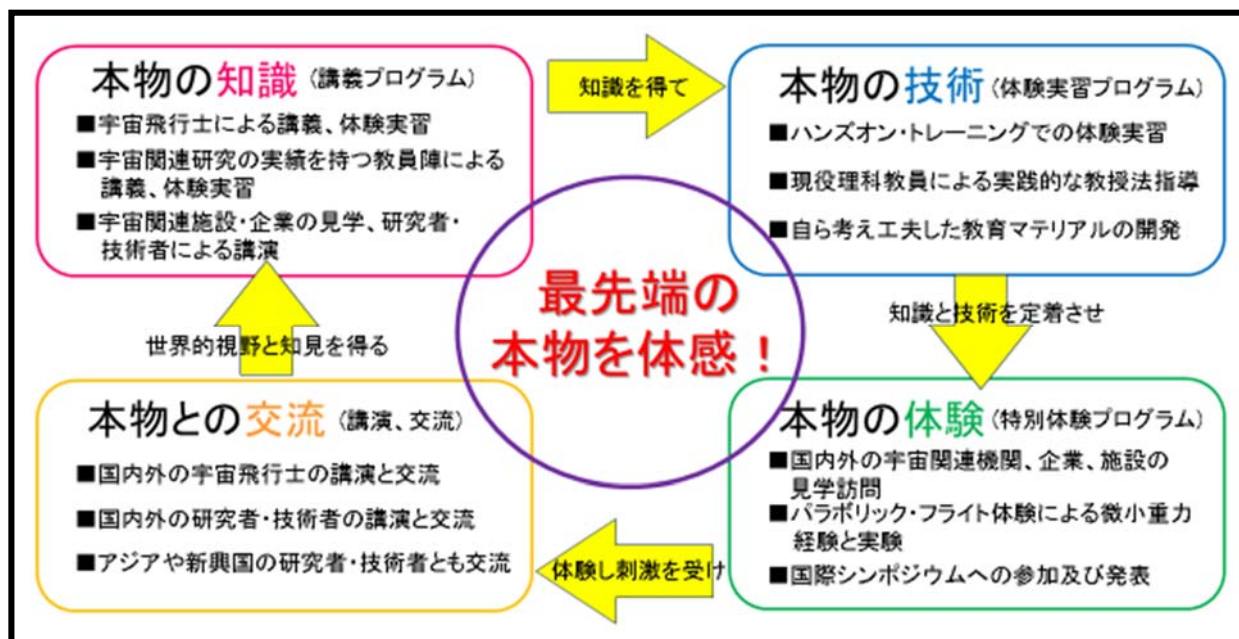 本物の知識(講義プログラム)
■宇宙飛行士による講義、体験実習
■宇宙関連研究の実績を持つ教員陣による
講義、体験実習
■宇宙関連施設・企業の見学、研究者・
技術者による講演
知識を得て
本物の技術(体験実習プログラム)
■ハンズオン・トレーニングでの体験実習
■現役理科教員による実践的な教授法指導
■自ら考え工夫した教育マテリアルの開発
最先端の
本物を体感!
知識と技術を定着させ
本物の体験(特別体験プログラム)
■国内外の宇宙関連機関、企業、施設の
見学訪問
■パラボリック・フライト体験による微小重力
経験と実験
■国際シンポジウムへの参加及び発表
体験し刺激を受け
本物との交流(講演、交流)
■国内外の宇宙飛行士の講演と交流
■国内外の研究者・技術者の講演と交流
■アジアや新興国の研究者・技術者とも交流
世界的視野と知見を得る